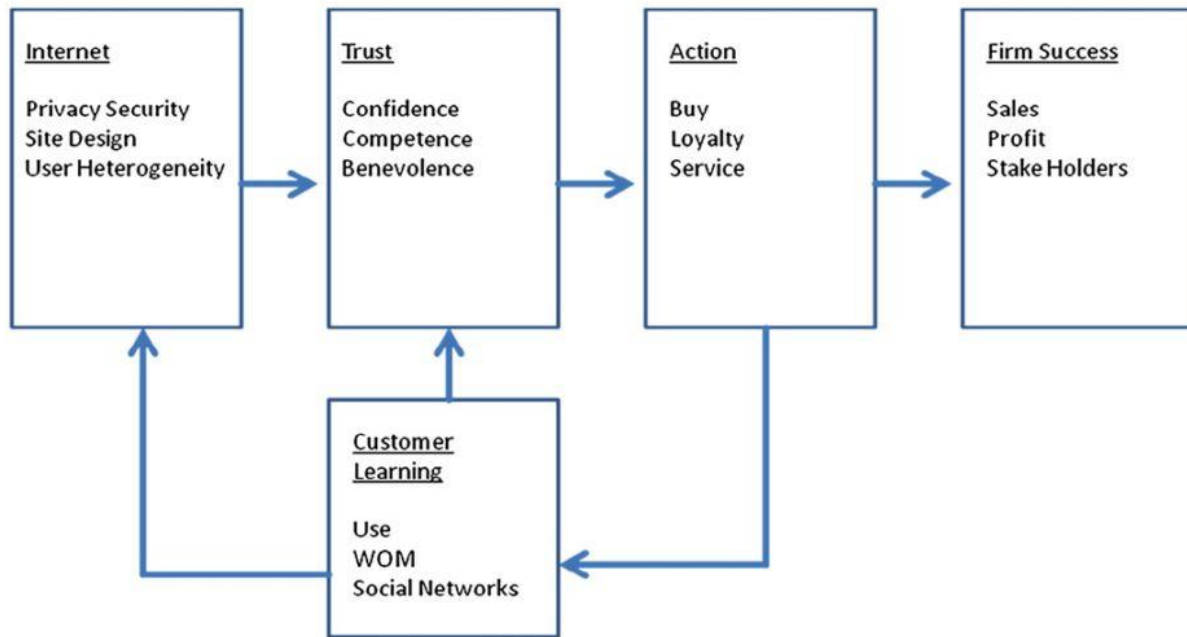 Internet
Privacy Security
Site Design
User Heterogeneity
Trust
Confidence
Competence
Benevolence
Action
Buy
Loyalty
Service
Firm Success
Sales
Profit
Stake Holders
Customer
Learning
Use
WOM
Social Networks